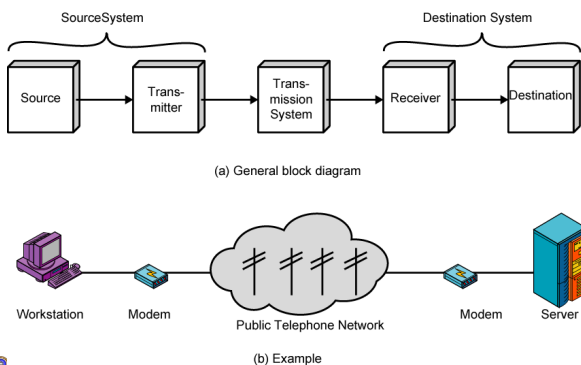 SourceSystem
Destination System
Source
Trans-
mitter
Trans-
mission
System
Receiver
Destination
(a) General block diagram
Workstation
Modem
Public Telephone Network
Modem
Server
(b) Example